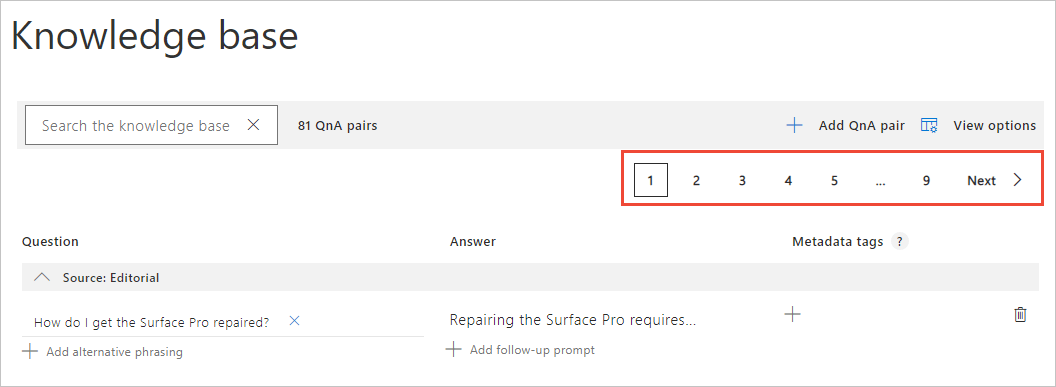 Knowledge base
Search the knowledge base 81 QnA pairs Add QnA pair View options
1 2 3 4 5 ... 9 Next
Question Answer Metadata tags ?
Source: Editorial
How do I get the Surface Pro repaired? Repairing the Surface Pro requires...
Add alternative phrasing Add follow-up prompt